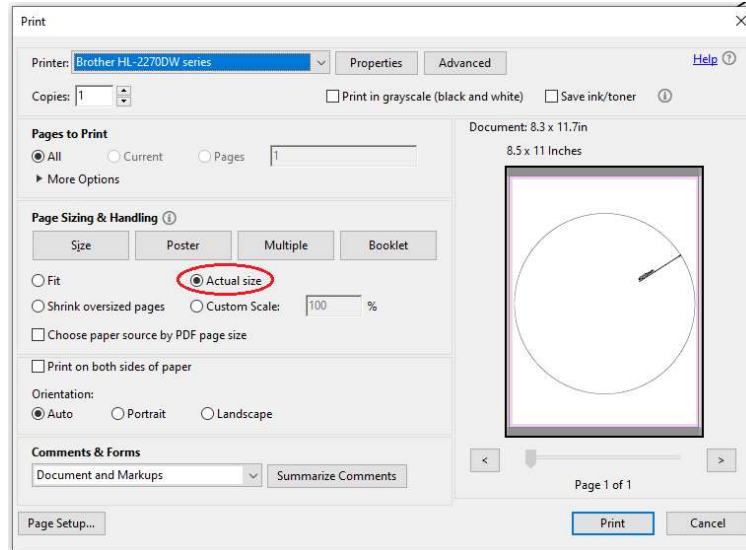 Print
Printer: Brother HL-2270DW series Properties Advanced Help
Copies: 1 Print in grayscale (black and white) Save ink/toner
Pages to Print
All Current Pages 1
More Options
Page Sizing & Handling
Size Poster Multiple Booklet
Fit Actual size
Shrink oversized pages Custom Scale: 100 %
Choose paper source by PDF page size
Print on both sides of paper
Orientation:
Auto Portrait Landscape
Comments & Forms
Document and Markups Summarize Comments
Document: 8.3 x 11.7in
8.5 x 11 Inches
< >
Page 1 of 1
Page Setup... Print Cancel